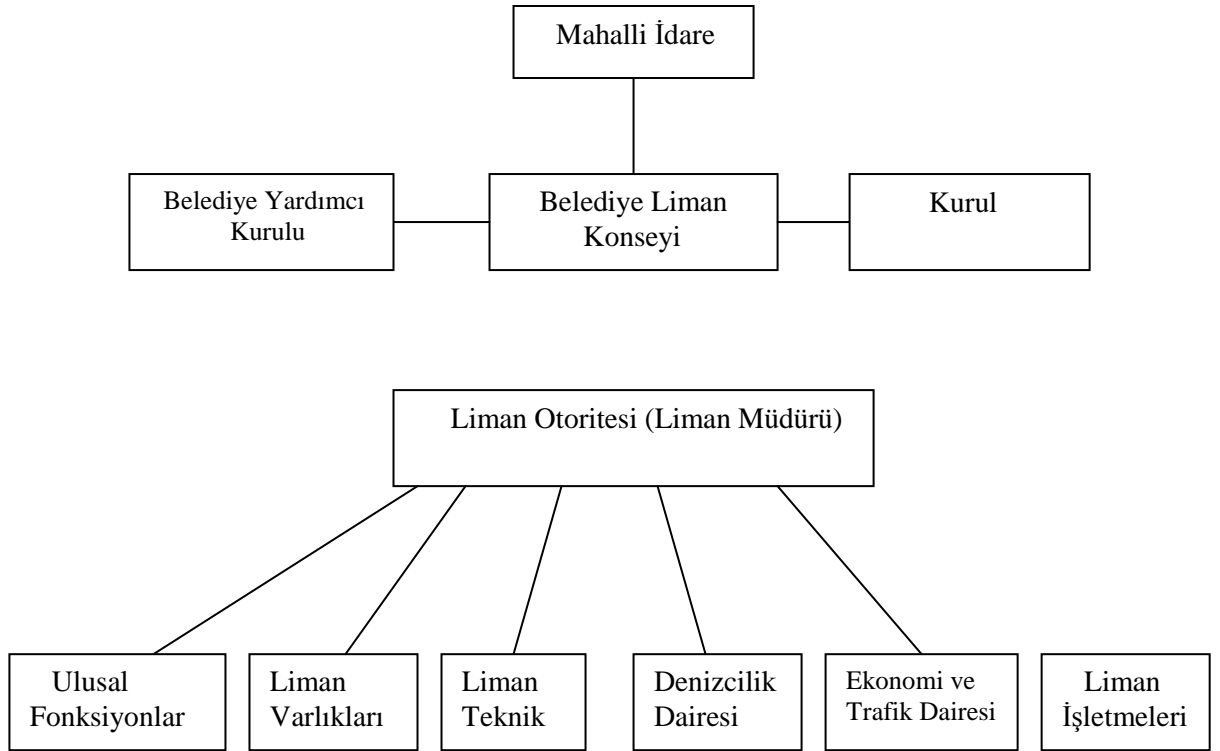 Mahalli İdare
Belediye Yardımcı
Kurulu
Belediye Liman
Konseyi
Kurul
Liman Otoritesi (Liman Müdürü)
Ulusal
Fonksiyonlar
Liman
Varlıkları
Liman
Teknik
Denizcilik
Dairesi
Ekonomi ve
Trafik Dairesi
Liman
İşletmeleri